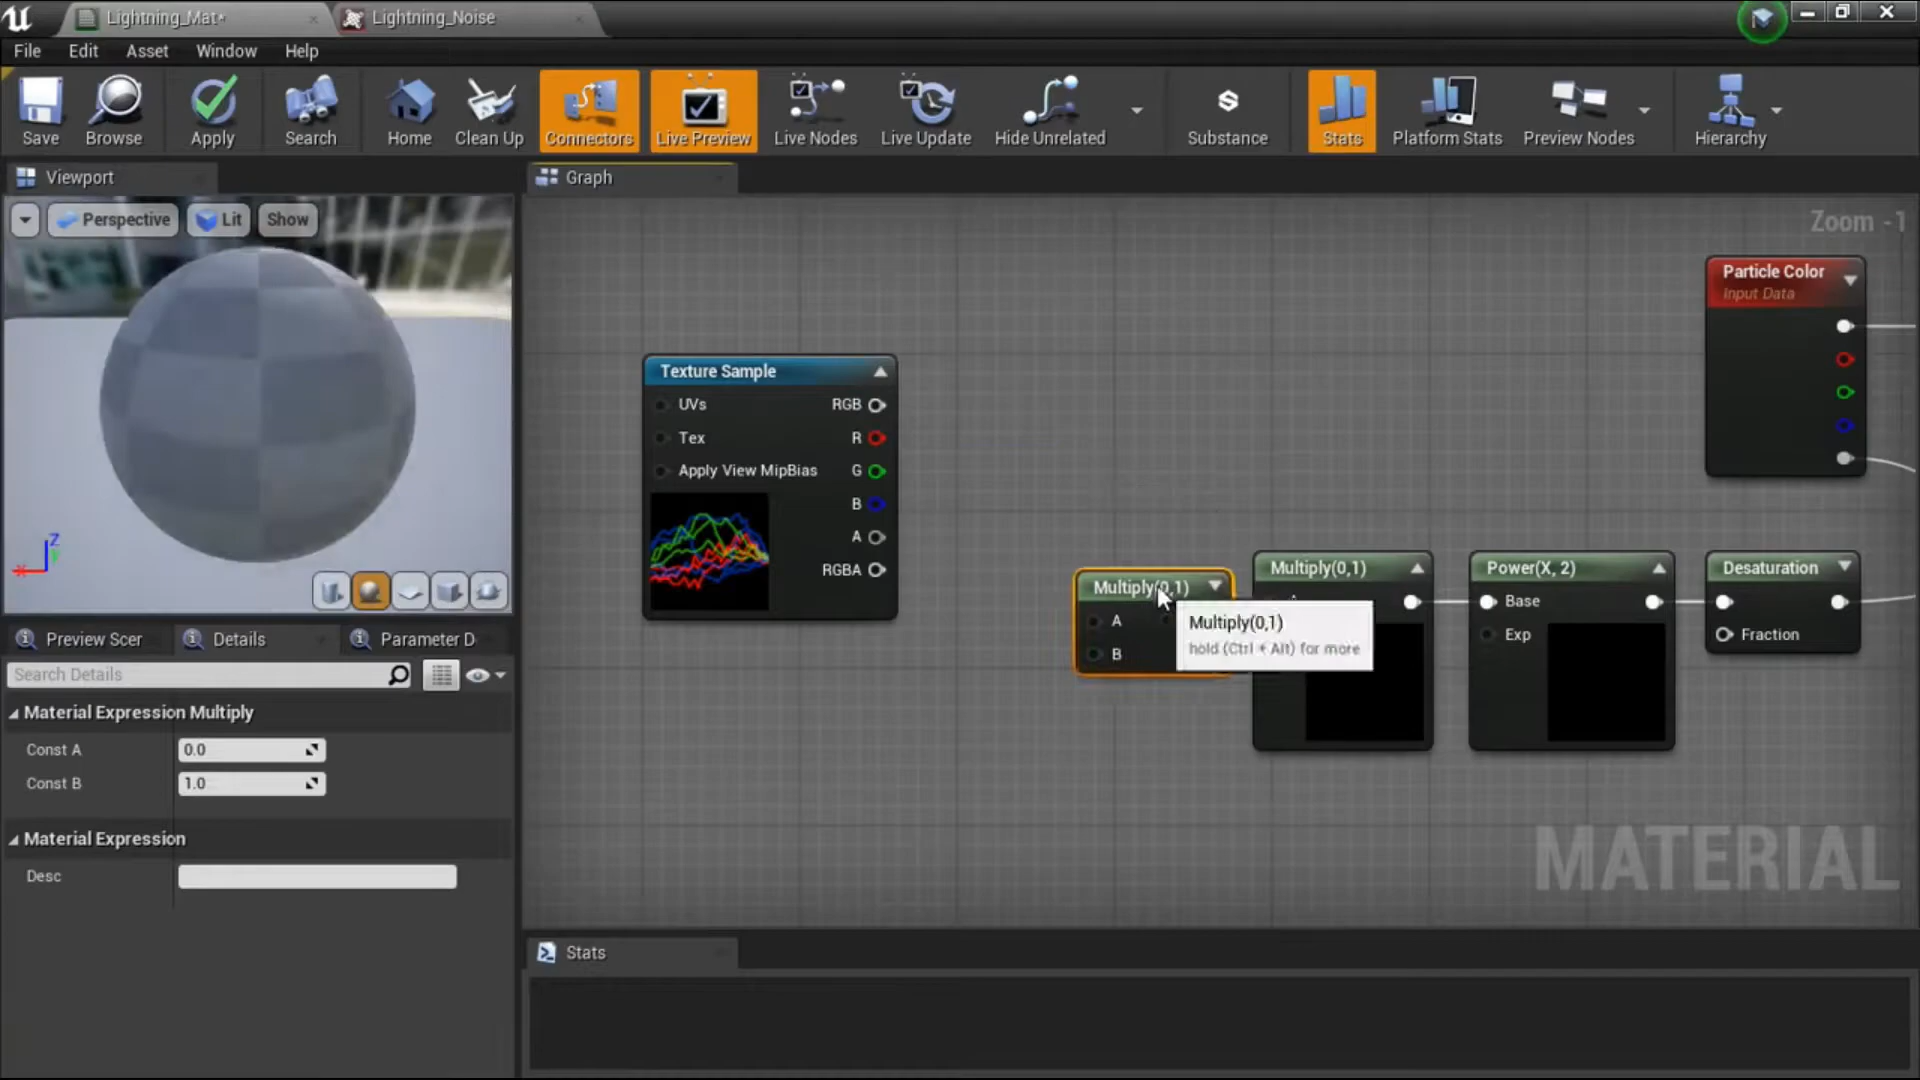 Lightning_Mat*
Lightning_Noise
File Edit Asset Window Help
Save
Browse
Apply
Search
Home
Clean Up
Connectors
Live Preview
Live Nodes
Live Update
Hide Unrelated
Substance
Stats
Platform Stats
Preview Nodes
Hierarchy
Viewport
Graph
Perspective
Lit
Show
Zoom -1
Particle Color
Input Data
Texture Sample
UVs
RGB
Tex
R
Apply View MipBias
G
B
A
RGBA
Multiply(0,1)
A
B
Multiply(0,1)
hold (Ctrl + Alt) for more
Multiply(0,1)
Power(X, 2)
Base
Exp
Desaturation
Fraction
MATERIAL
Z
Preview Scer
Details
Parameter D
Search Details
Material Expression Multiply
Const A
0.0
Const B
1.0
Material Expression
Desc
Stats